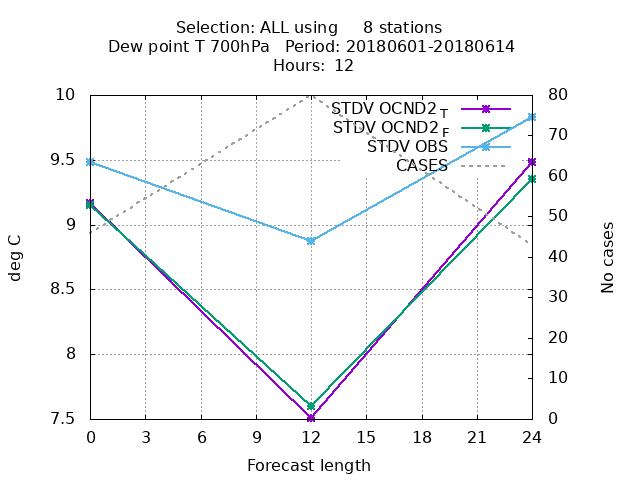 Selection: ALL using 8 stations
Dew point T 700hPa Period: 20180601-20180614
Hours: 12
10
9.5
9
8.5
8
7.5
deg C
80
70
60
50
40
30
20
10
0
No cases
STDV OCND2 T
STDV OCND2 F
STDV OBS
CASES
0 3 6 9 12 15 18 21 24
Forecast length